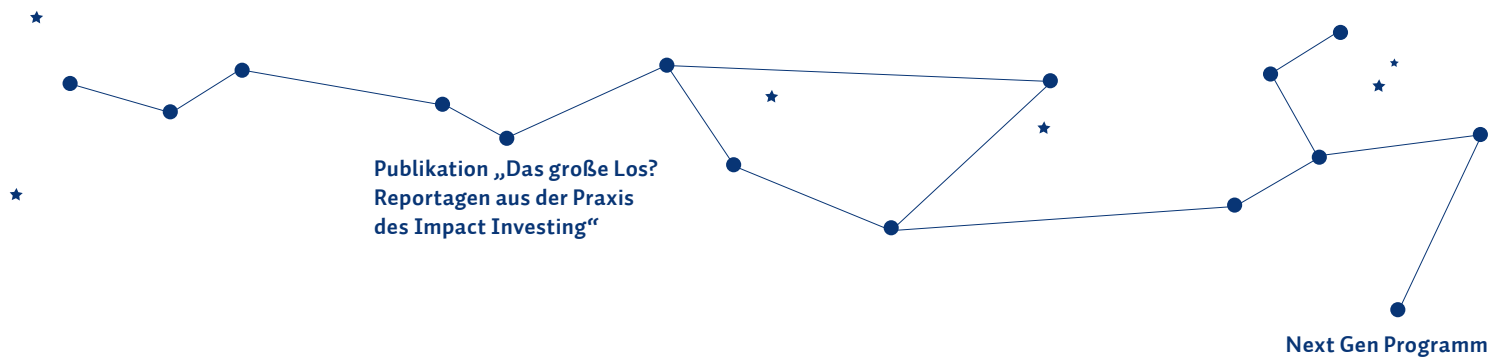 Publikation „Das große Los?
Reportagen aus der Praxis
des Impact Investing“
Next Gen Programm